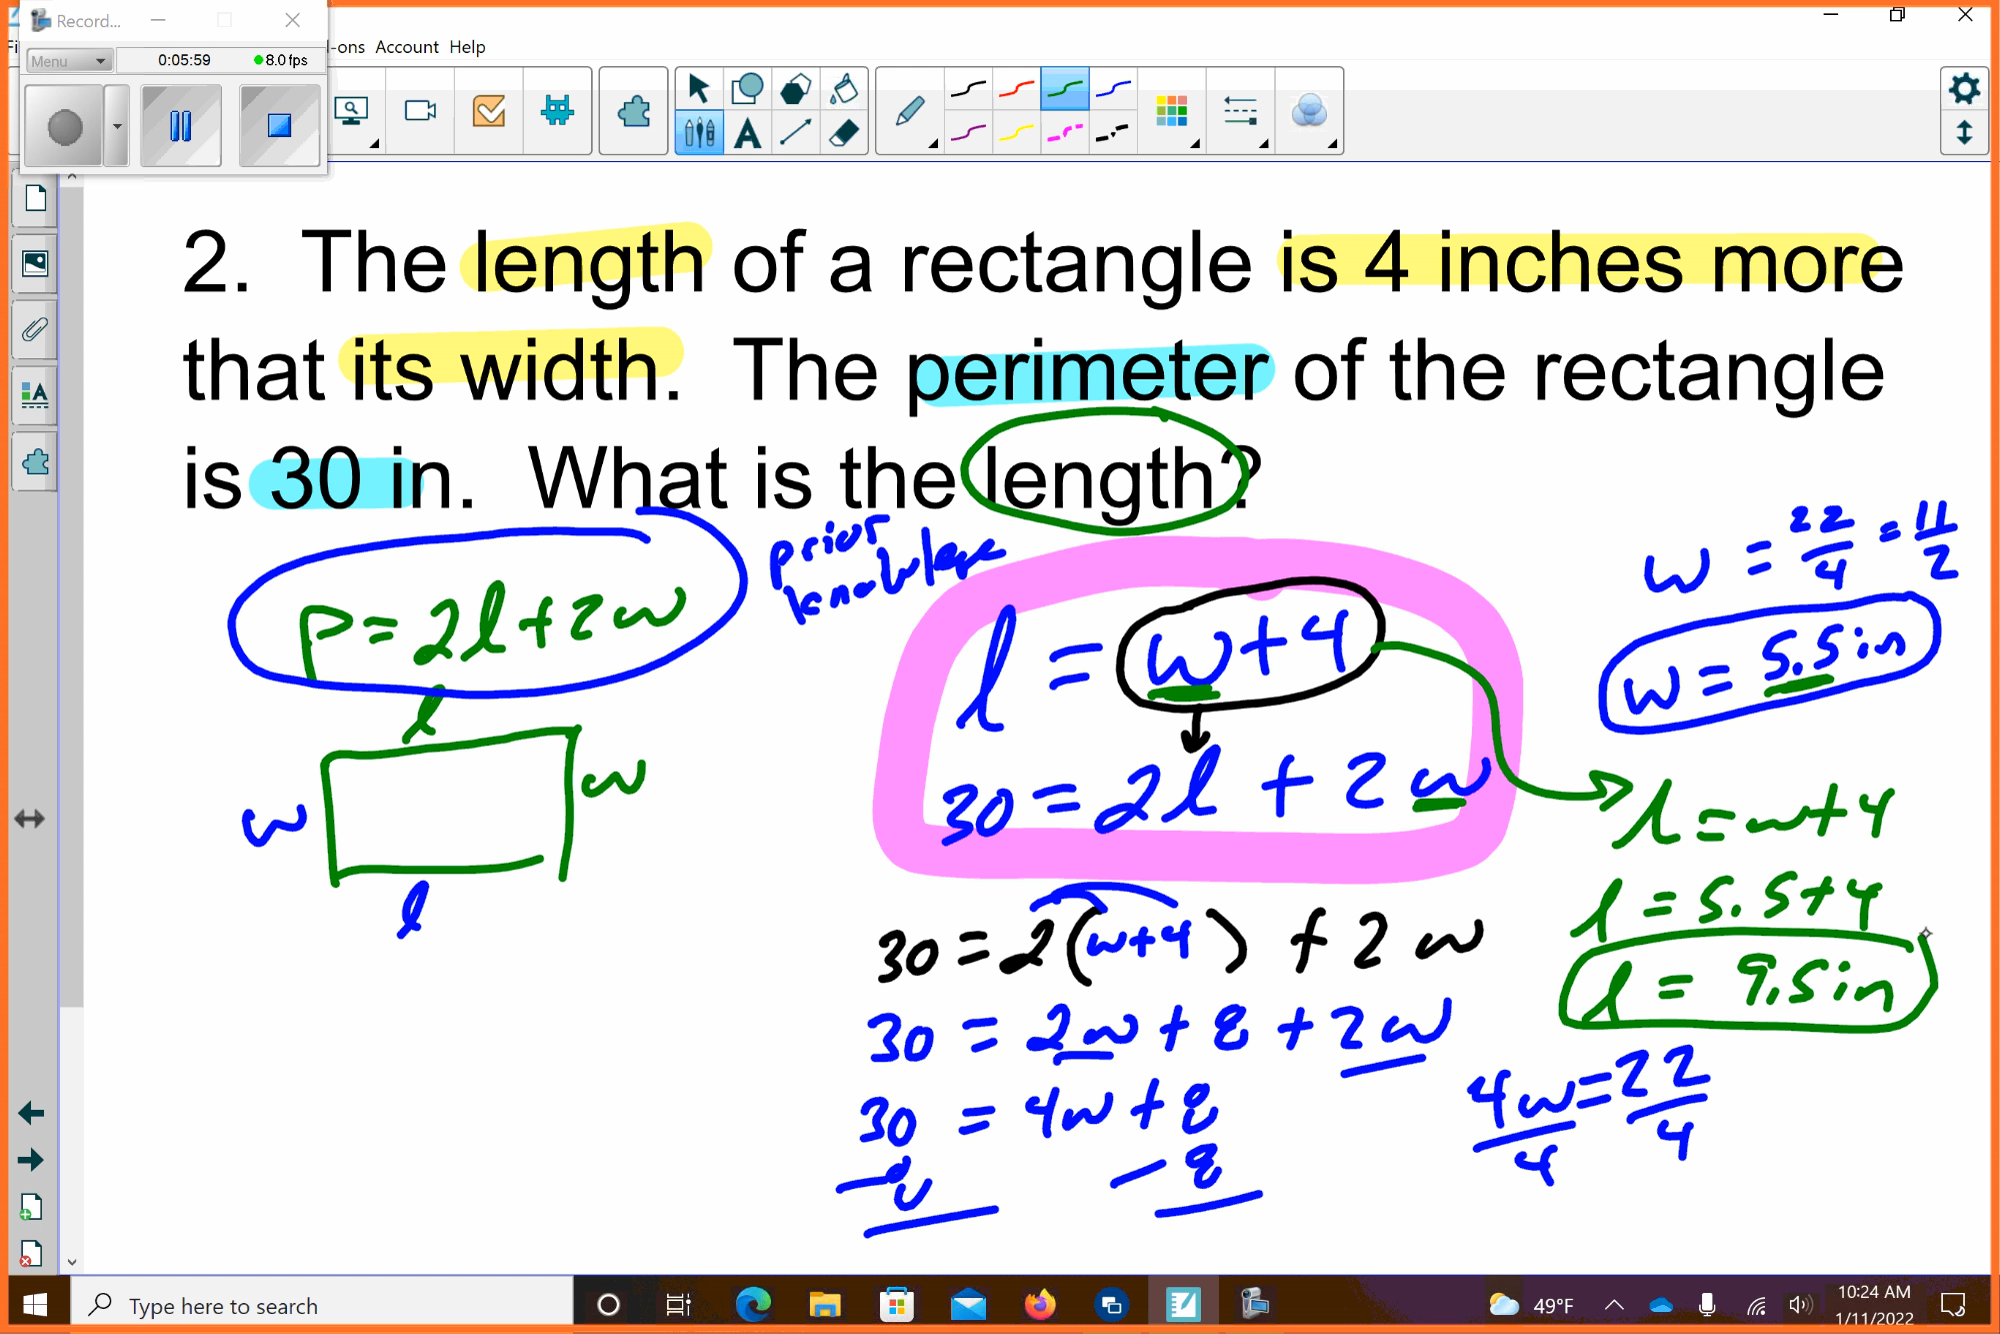 Record...
Menu
0:05:59
8.0 fps
-ons Account Help
2. The length of a rectangle is 4 inches more
that its width. The perimeter of the rectangle
is 30 in. What is the length?
P = 2l + 2w
prior
knowledge
l
w
w
l
l = w + 4
30 = 2l + 2w
30 = 2(w+4) + 2w
30 = 2w + 8 + 2w
30 = 4w + 8
-8 -8
4w = 22
4 4
w = 22/4 = 11/2
w = 5.5 in
l = w + 4
l = 5.5 + 4
l = 9.5 in
Type here to search
49°F
10:24 AM
1/11/2022